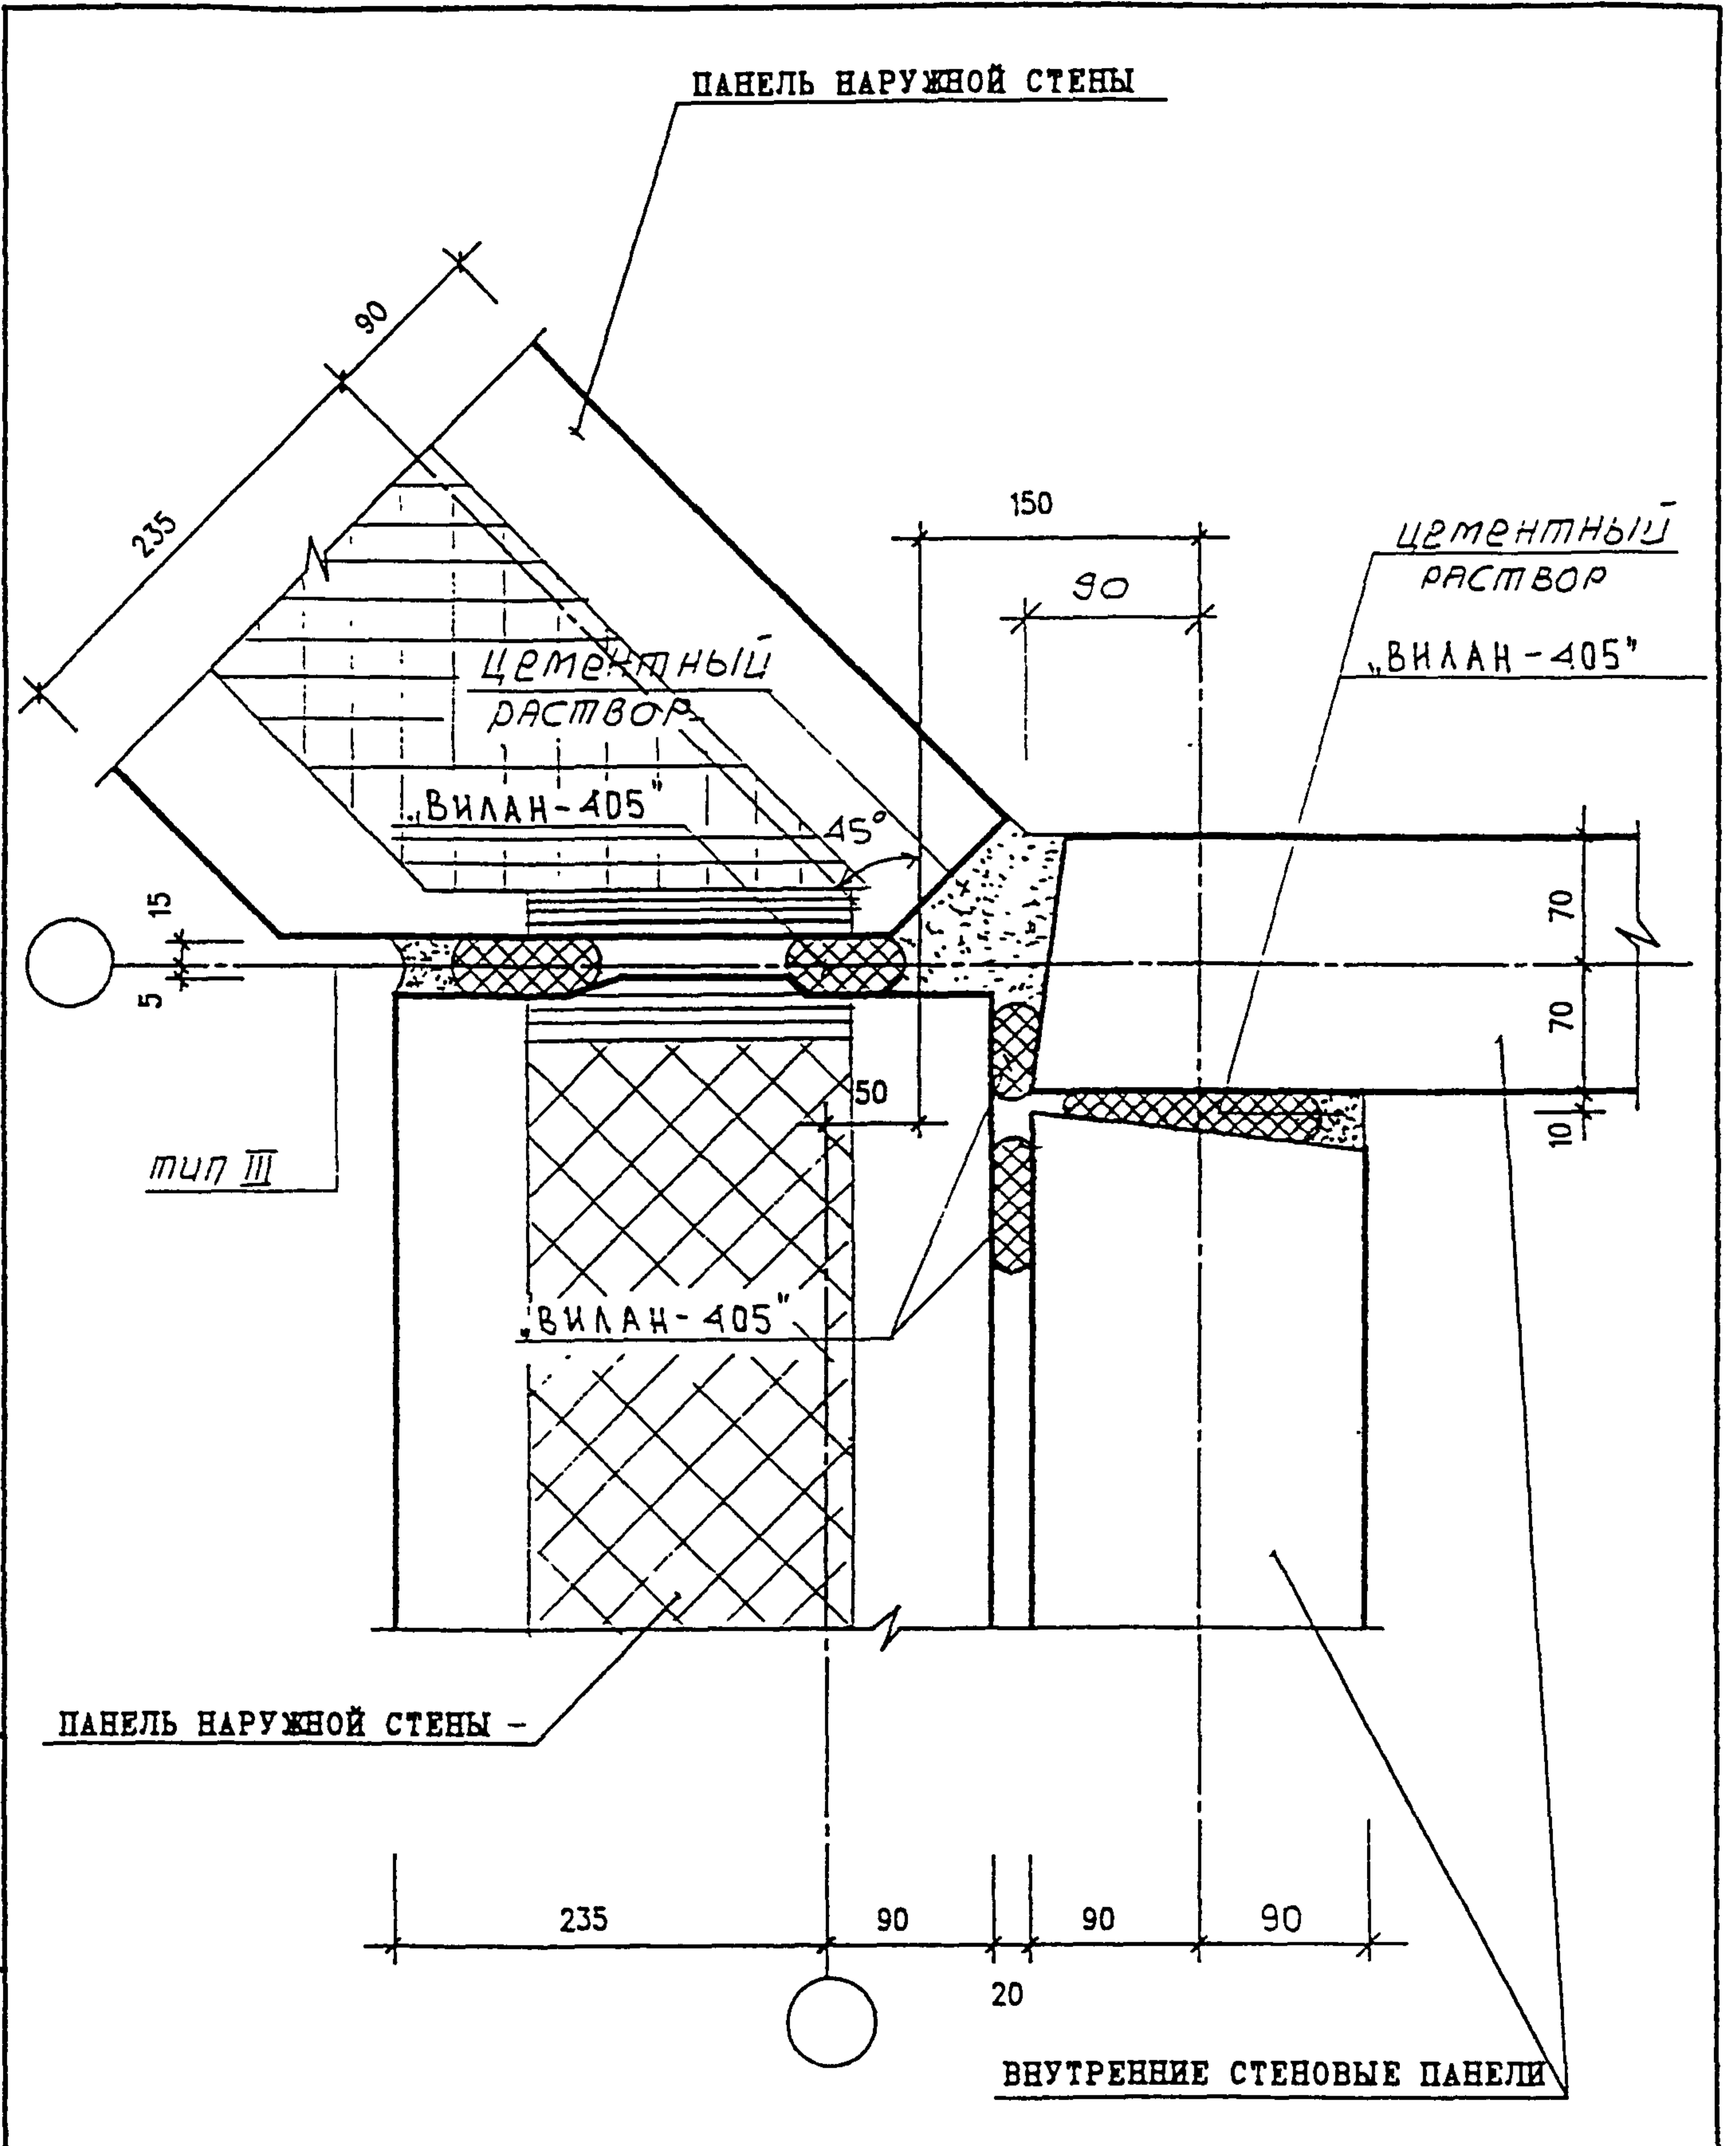 ПАНЕЛЬ НАРУЖНОЙ СТЕНЫ
90
235
150
90
цементный
раствор
„ВИЛАН-405"
цементный
раствор
„ВИЛАН-405"
45°
15
5
70
70
10
50
тип III
„ВИЛАН-405"
ПАНЕЛЬ НАРУЖНОЙ СТЕНЫ -
235
90
90
90
20
ВНУТРЕННИЕ СТЕНОВЫЕ ПАНЕЛИ